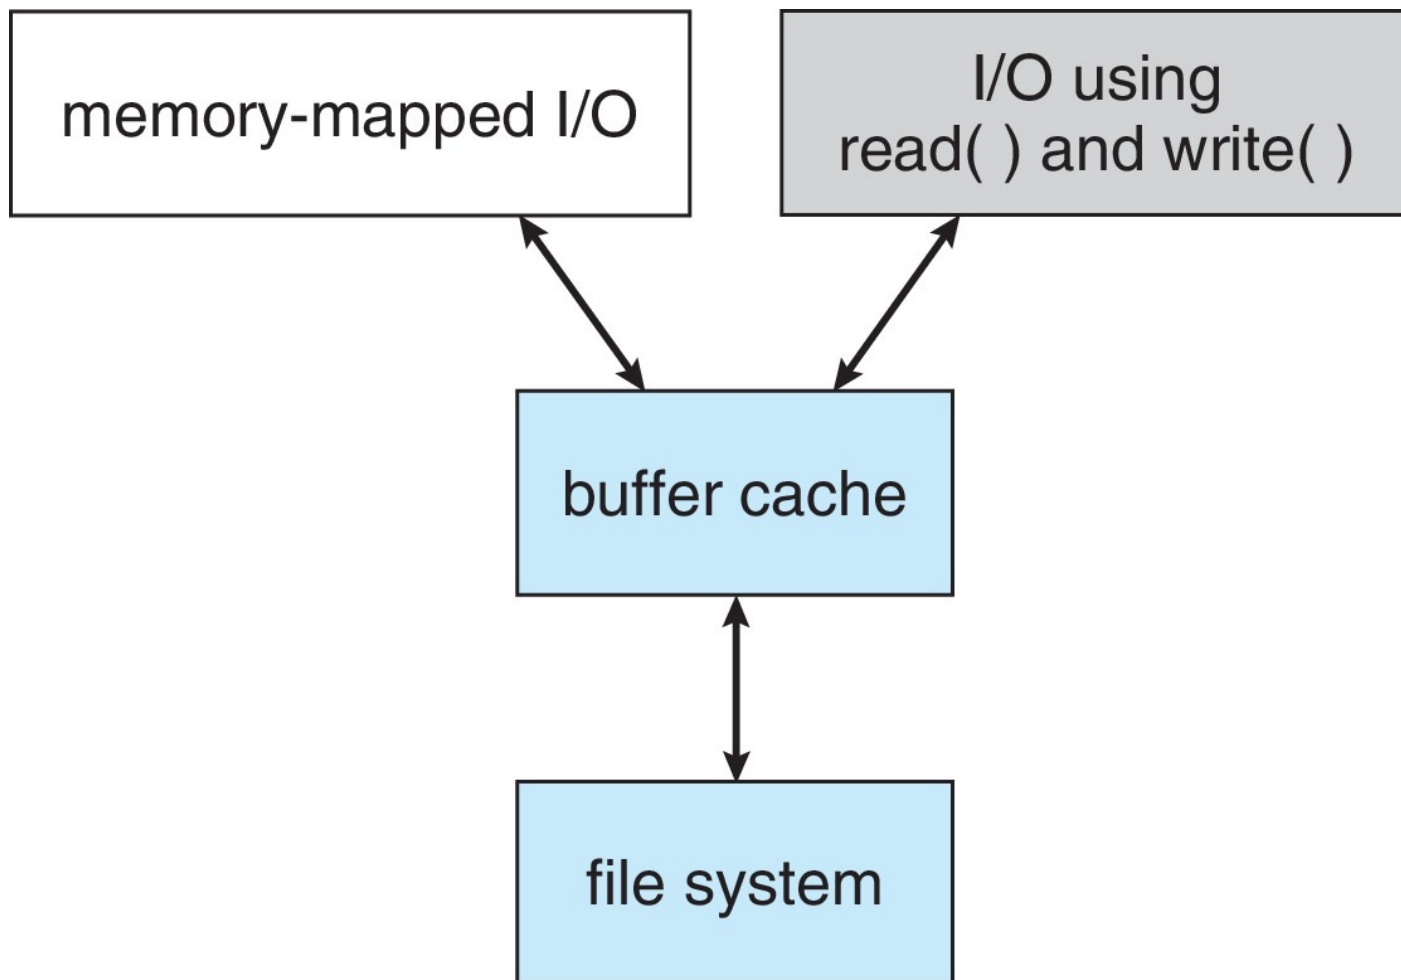 memory-mapped I/O
I/O using
read( ) and write( )
buffer cache
file system